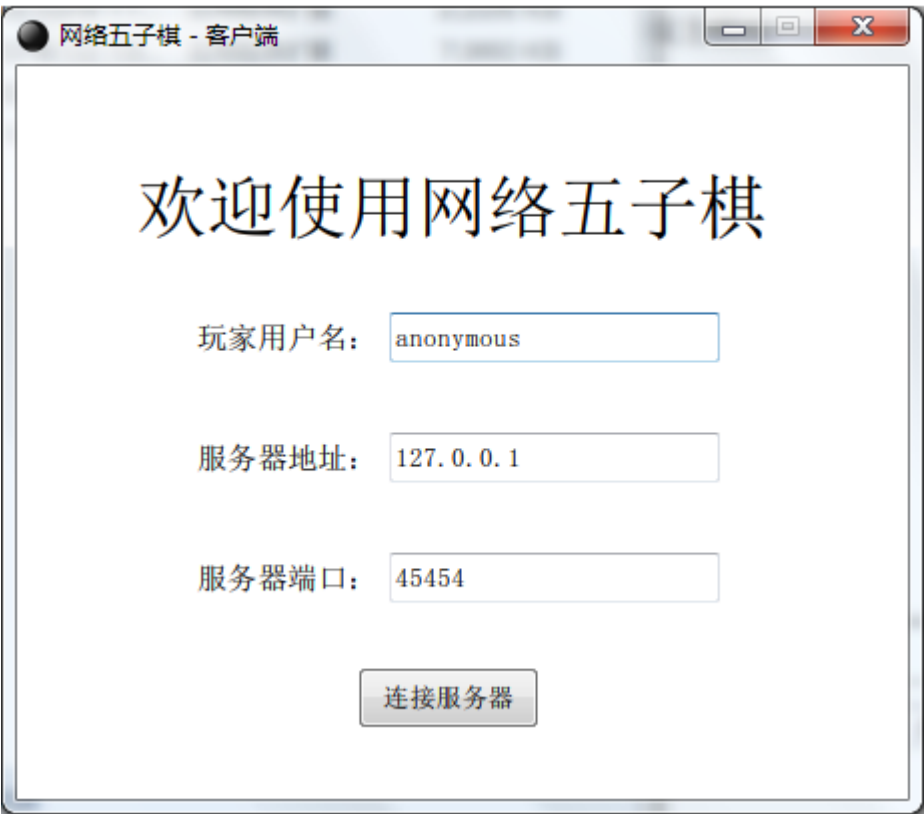 网络五子棋 - 客户端
欢迎使用网络五子棋
玩家用户名： anonymous
服务器地址： 127.0.0.1
服务器端口： 45454
连接服务器